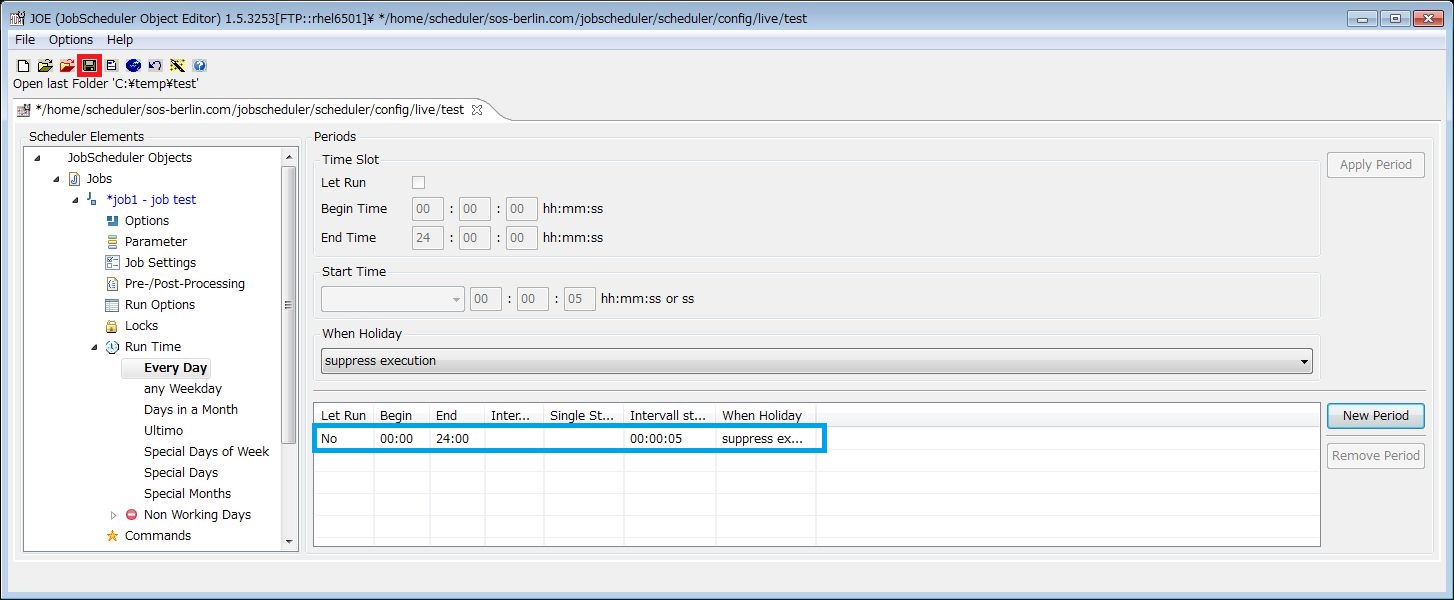 JOE (JobScheduler Object Editor) 1.5.3253[FTP::rhel6501]¥ */home/scheduler/sos-berlin.com/jobscheduler/scheduler/config/live/test
File Options Help
Open last Folder 'C:¥temp¥test'
*/home/scheduler/sos-berlin.com/jobscheduler/scheduler/config/live/test
Scheduler Elements
JobScheduler Objects
Jobs
*job1 - job test
Options
Parameter
Job Settings
Pre-/Post-Processing
Run Options
Locks
Run Time
Every Day
any Weekday
Days in a Month
Ultimo
Special Days of Week
Special Days
Special Months
Non Working Days
Commands
Periods
Time Slot
Let Run
Begin Time 00 : 00 : 00 hh:mm:ss
End Time 24 : 00 : 00 hh:mm:ss
Start Time
00 : 00 : 05 hh:mm:ss or ss
When Holiday
suppress execution
Apply Period
Let Run Begin End Inter... Single St... Intervall st... When Holiday
No 00:00 24:00 00:00:05 suppress ex...
New Period
Remove Period